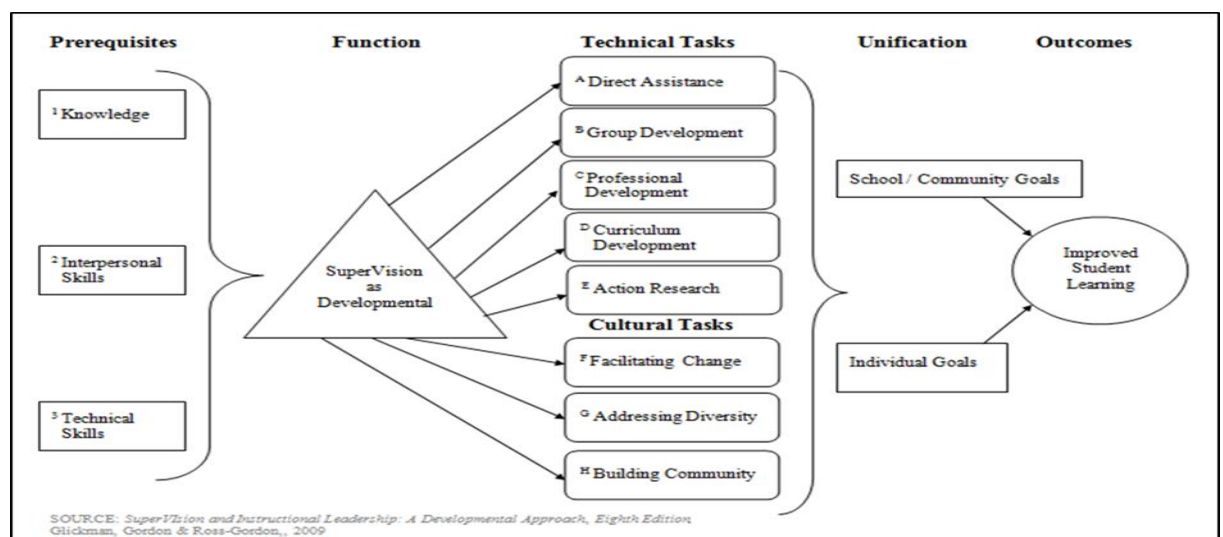 Prerequisites
Function
Technical Tasks
Unification
Outcomes
1 Knowledge
2 Interpersonal
Skills
3 Technical
Skills
SuperVision
as
Developmental
A Direct Assistance
B Group Development
C Professional
Development
D Curriculum
Development
E Action Research
Cultural Tasks
F Facilitating Change
G Addressing Diversity
H Building Community
School / Community Goals
Individual Goals
Improved
Student
Learning
SOURCE: SuperVIsion and Instructional Leadership: A Developmental Approach, Eighth Edition
Glickman, Gordon & Ross-Gordon,, 2009